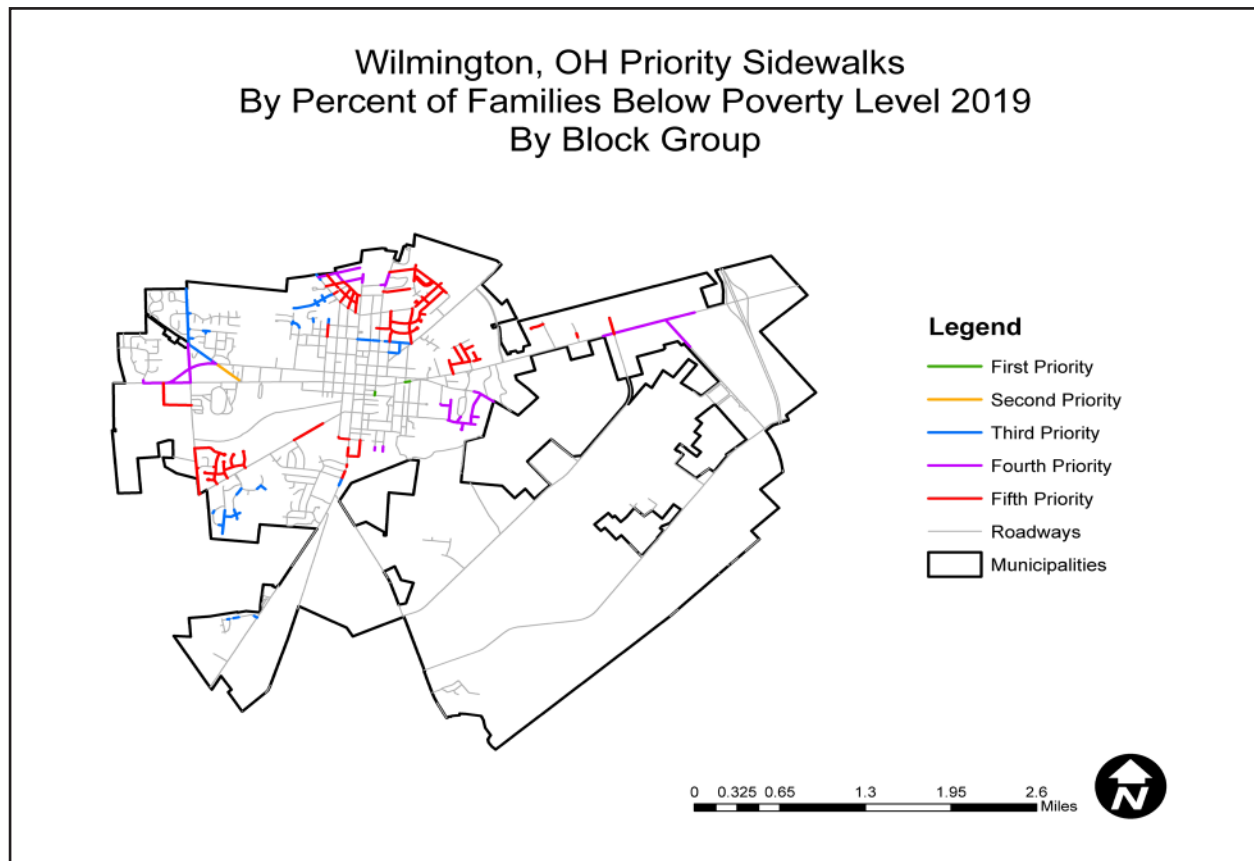 Wilmington, OH Priority Sidewalks
By Percent of Families Below Poverty Level 2019
By Block Group
Legend
First Priority
Second Priority
Third Priority
Fourth Priority
Fifth Priority
Roadways
Municipalities
0 0.325 0.65 1.3 1.95 2.6
Miles
N